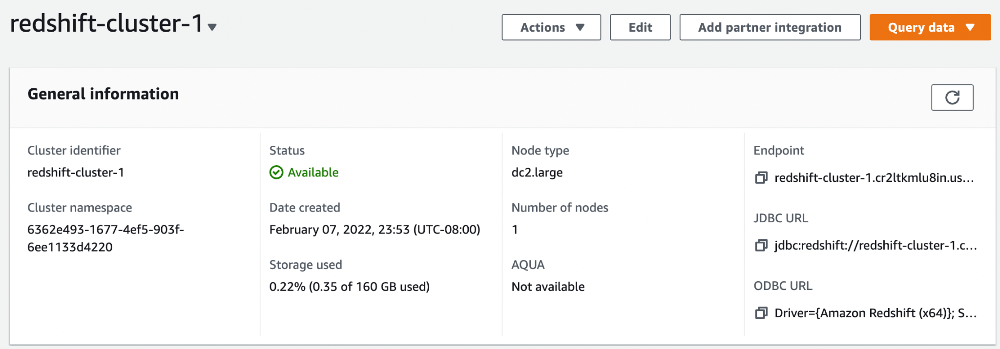 redshift-cluster-1
Actions
Edit
Add partner integration
Query data
General information
Cluster identifier
redshift-cluster-1
Cluster namespace
6362e493-1677-4ef5-903f-
6ee1133d4220
Status
Available
Date created
February 07, 2022, 23:53 (UTC-08:00)
Storage used
0.22% (0.35 of 160 GB used)
Node type
dc2.large
Number of nodes
1
AQUA
Not available
Endpoint
redshift-cluster-1.cr2ltkmlu8in.us...
JDBC URL
jdbc:redshift://redshift-cluster-1.c...
ODBC URL
Driver={Amazon Redshift (x64)}; S...